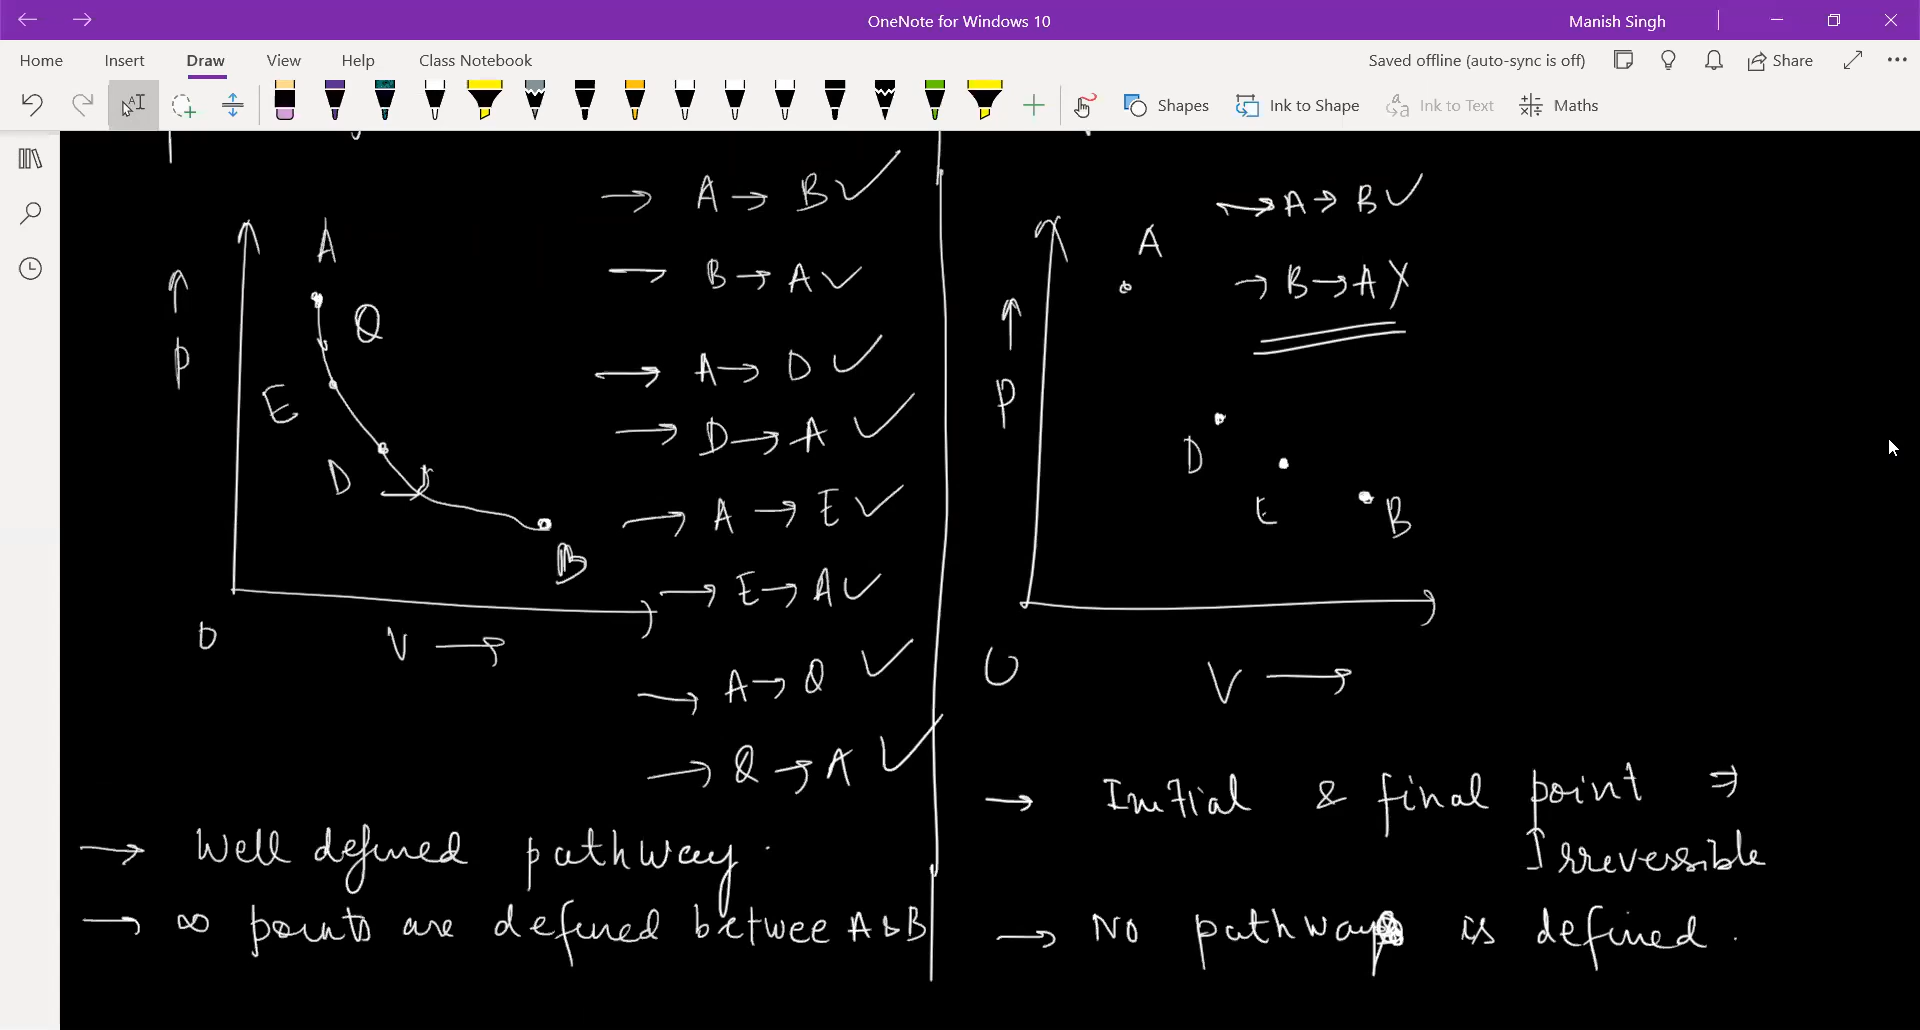 OneNote for Windows 10
Manish Singh
Home Insert Draw View Help Class Notebook
Saved offline (auto-sync is off) Share
Shapes Ink to Shape Ink to Text Maths
→ A → B ✓
→ B → A ✓
→ A → D ✓
→ D → A ✓
→ A → E ✓
→ E → A ✓
→ A → Q ✓
→ Q → A ✓
A
Q
↑ P
E
D
B
O
V →
→ Well defined pathway.
→ ∞ points are defined betwee A & B
→ A → B ✓
→ B → A X
A
↑ P
D
E
B
O
V →
→ Initial & final point ⇒
Irreversible
→ No pathway is defined.